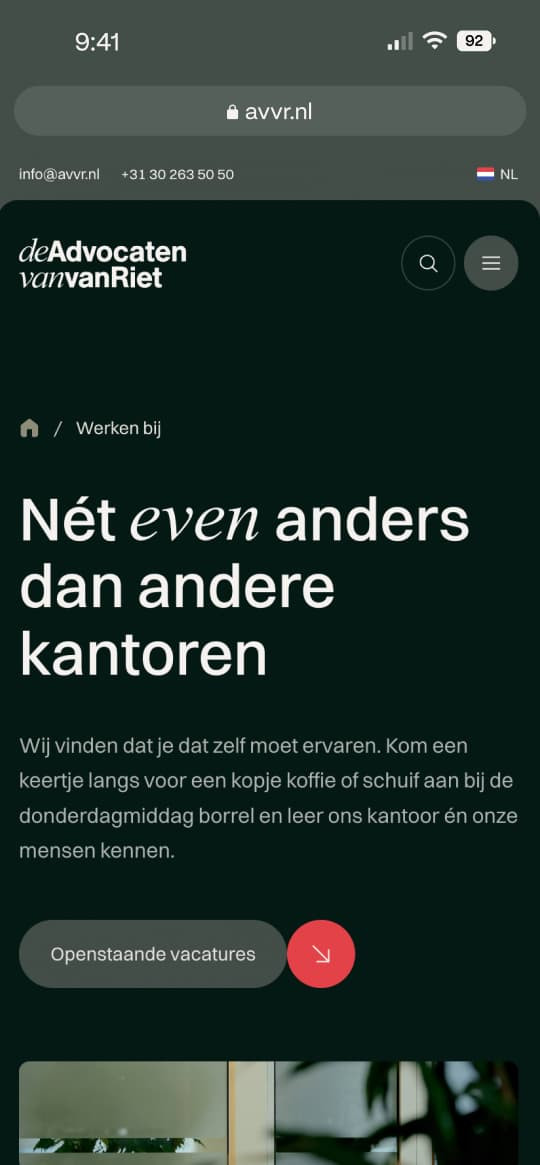 9:41
92
avvr.nl
info@avvr.nl +31 30 263 50 50 NL
deAdvocaten
vanvanRiet
/ Werken bij
Nét even anders
dan andere
kantoren
Wij vinden dat je dat zelf moet ervaren. Kom een
keertje langs voor een kopje koffie of schuif aan bij de
donderdagmiddag borrel en leer ons kantoor én onze
mensen kennen.
Openstaande vacatures